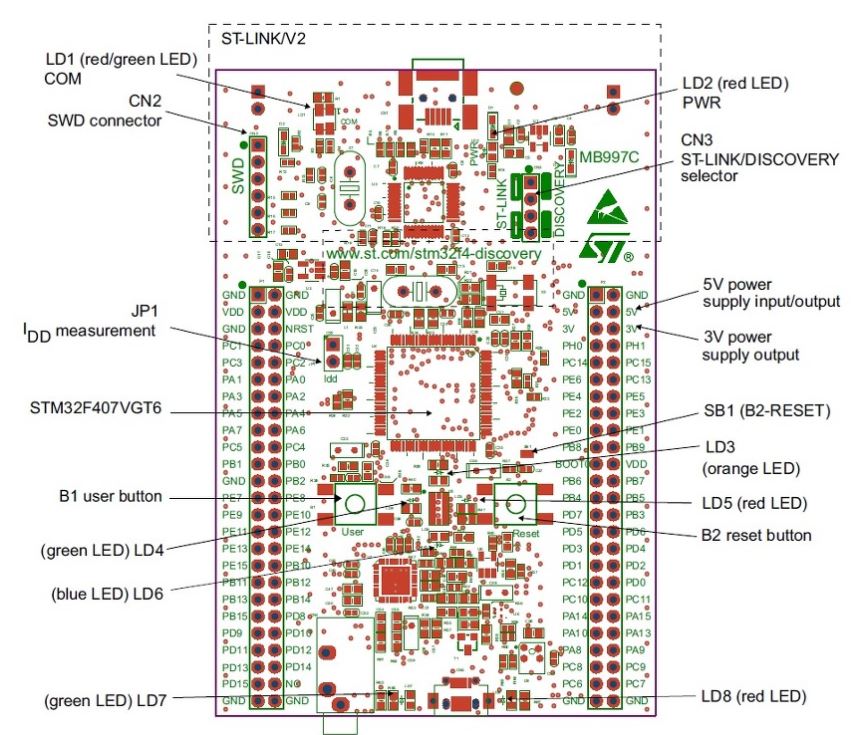 ST-LINK/V2
LD1 (red/green LED)
COM
CN2
SWD connector
LD2 (red LED)
PWR
CN3
ST-LINK/DISCOVERY
selector
COM
PWR
MB997C
SWD
ST-LINK
DISCOVERY
www.st.com/stm32f4-discovery
ST®
5V power
supply input/output
3V power
supply output
JP1
IDD measurement
Idd
STM32F407VGT6
SB1 (B2-RESET)
LD3
(orange LED)
B1 user button
LD5 (red LED)
B2 reset button
(green LED) LD4
(blue LED) LD6
User
Reset
(green LED) LD7
LD8 (red LED)
GND GND GND GND
VDD VDD 5V 5V
GND NRST 3V 3V
PC1 PC0 PH0 PH1
PC3 PC2 PC14 PC15
PA1 PA0 PE6 PC13
PA3 PA2 PE4 PE5
PA5 PA4 PE2 PE3
PA7 PA6 PE0 PE1
PC5 PC4 PB8 PB9
PB1 PB0 BOOT0 VDD
GND PB2 PB6 PB7
PE7 PE8 PB4 PB5
PE9 PE10 PD7 PB3
PE11 PE12 PD5 PD6
PE13 PE14 PD3 PD4
PE15 PB10 PD1 PD2
PB11 PB12 PC12 PD0
PB13 PB14 PC10 PC11
PB15 PD8 PA14 PA15
PD9 PD10 PA10 PA13
PD11 PD12 PA8 PA9
PD13 PD14 PC8 PC9
PD15 NC PC6 PC7
GND GND GND GND